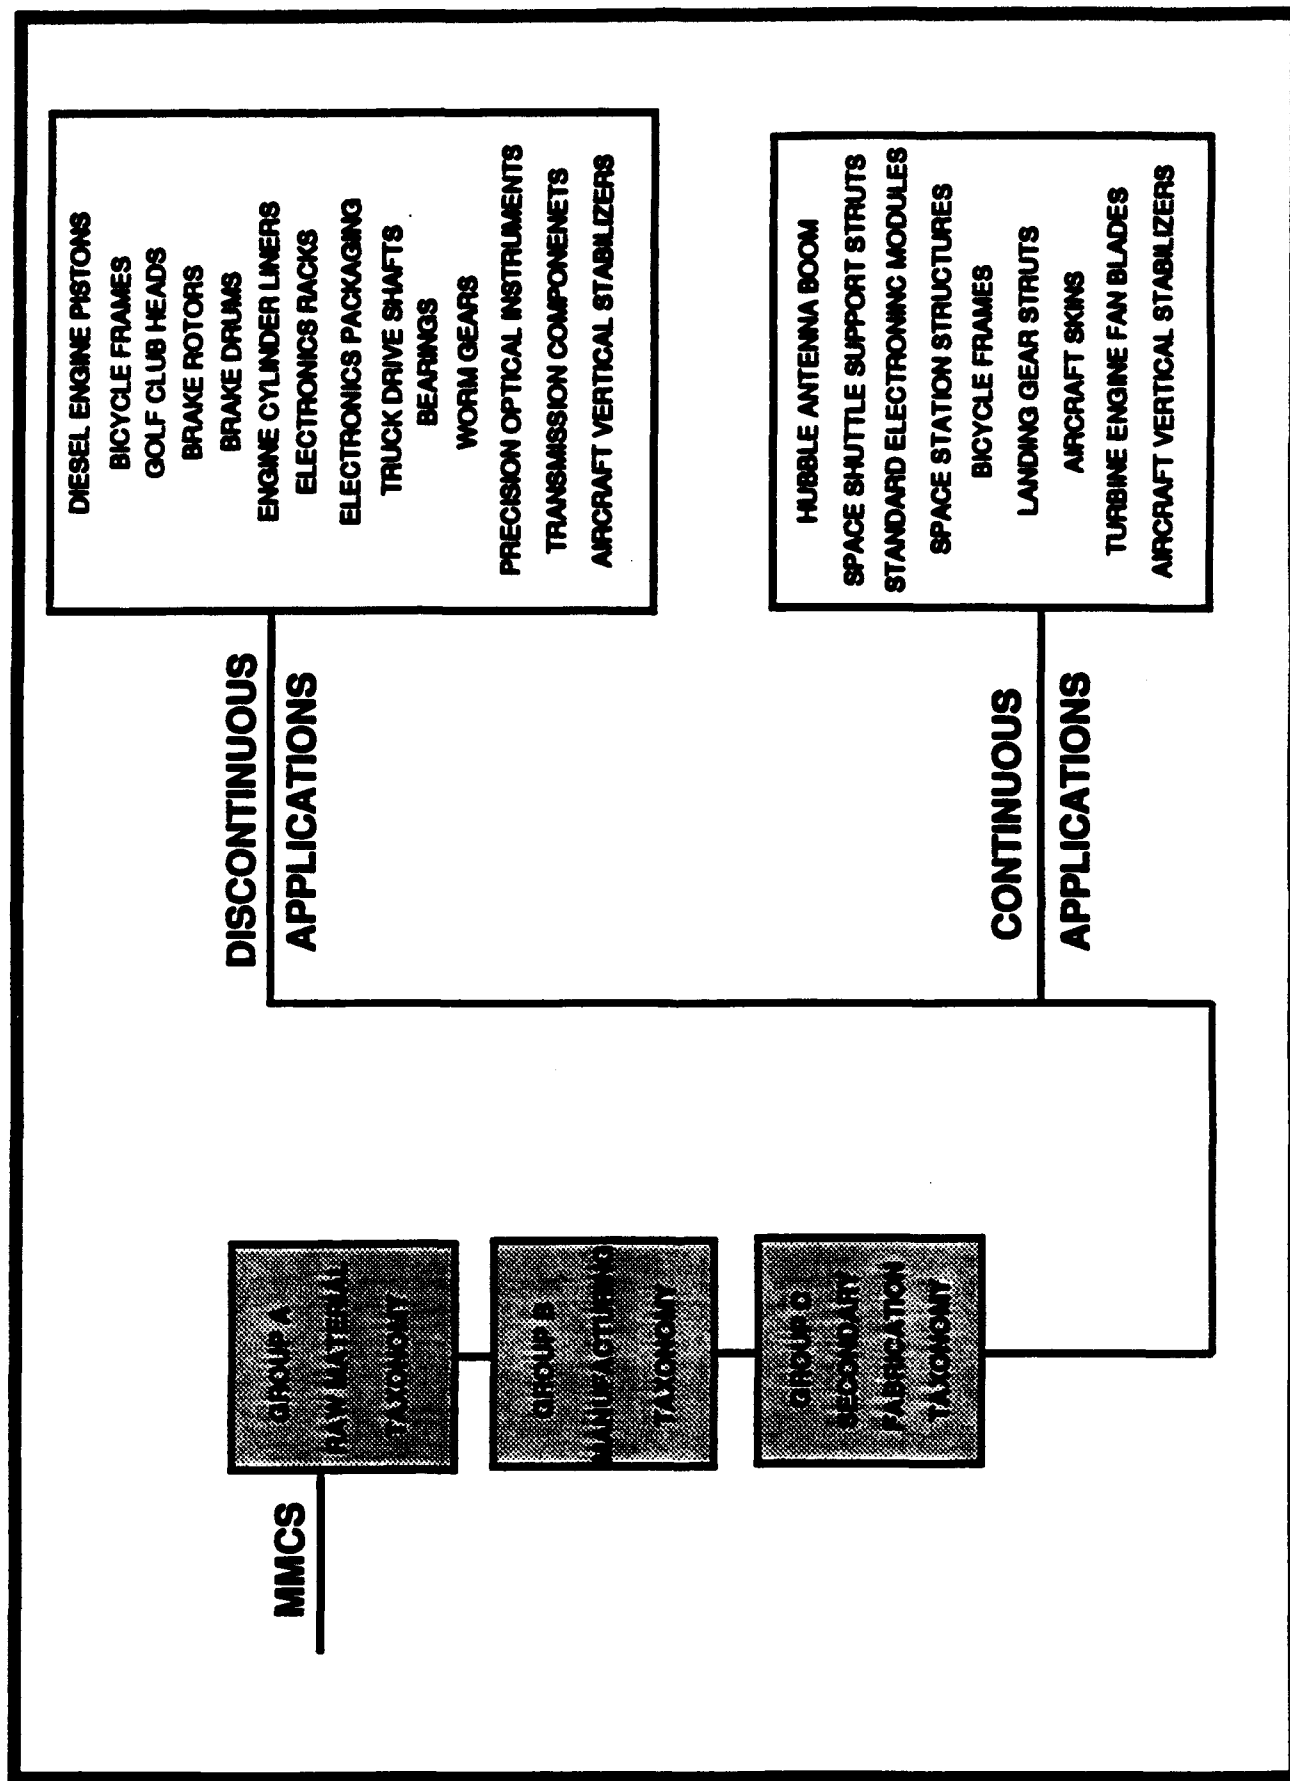 MMCS
GROUP A
RAW MATERIAL
TAXONOMY
GROUP B
MANUFACTURING
TAXONOMY
GROUP C
SECONDARY
FABRICATION
TAXONOMY
DISCONTINUOUS
APPLICATIONS
DIESEL ENGINE PISTONS
BICYCLE FRAMES
GOLF CLUB HEADS
BRAKE ROTORS
BRAKE DRUMS
ENGINE CYLINDER LINERS
ELECTRONICS RACKS
ELECTRONICS PACKAGING
TRUCK DRIVE SHAFTS
BEARINGS
WORM GEARS
PRECISION OPTICAL INSTRUMENTS
TRANSMISSION COMPONENETS
AIRCRAFT VERTICAL STABILIZERS
CONTINUOUS
APPLICATIONS
HUBBLE ANTENNA BOOM
SPACE SHUTTLE SUPPORT STRUTS
STANDARD ELECTRONINC MODULES
SPACE STATION STRUCTURES
BICYCLE FRAMES
LANDING GEAR STRUTS
AIRCRAFT SKINS
TURBINE ENGINE FAN BLADES
AIRCRAFT VERTICAL STABILIZERS